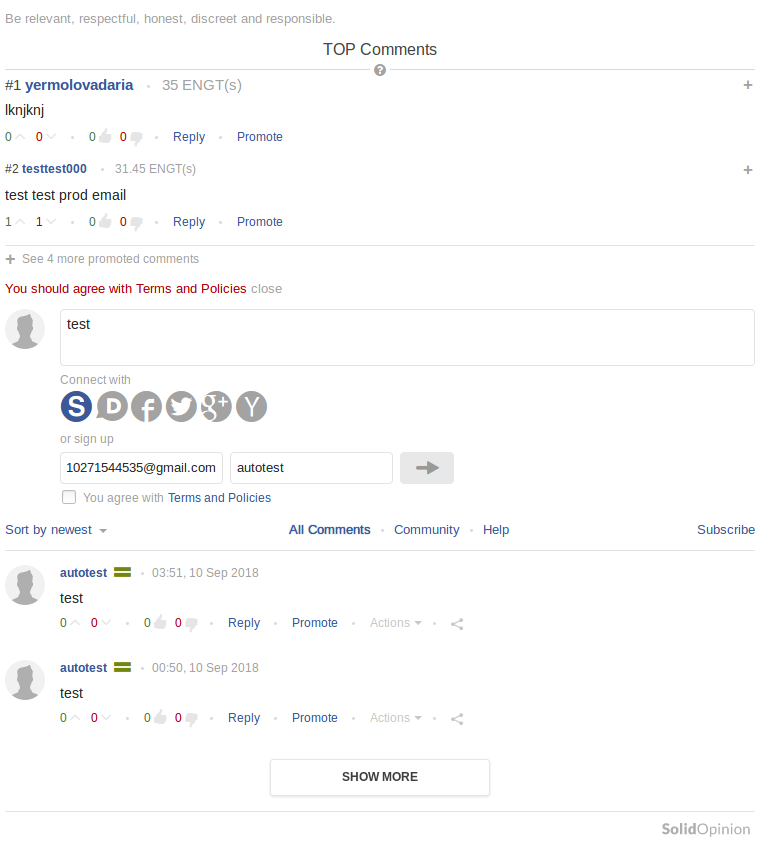 Be relevant, respectful, honest, discreet and responsible.
TOP Comments
?
#1 yermolovadaria • 35 ENGT(s) +
lknjknj
0 0 • 0 0 • Reply • Promote
#2 testtest000 • 31.45 ENGT(s) +
test test prod email
1 1 • 0 0 • Reply • Promote
+ See 4 more promoted comments
You should agree with Terms and Policies close
test
Connect with
S D f g+ Y
or sign up
10271544535@gmail.com autotest
You agree with Terms and Policies
Sort by newest All Comments • Community • Help Subscribe
autotest • 03:51, 10 Sep 2018
test
0 0 • 0 0 • Reply • Promote • Actions •
autotest • 00:50, 10 Sep 2018
test
0 0 • 0 0 • Reply • Promote • Actions •
SHOW MORE
SolidOpinion